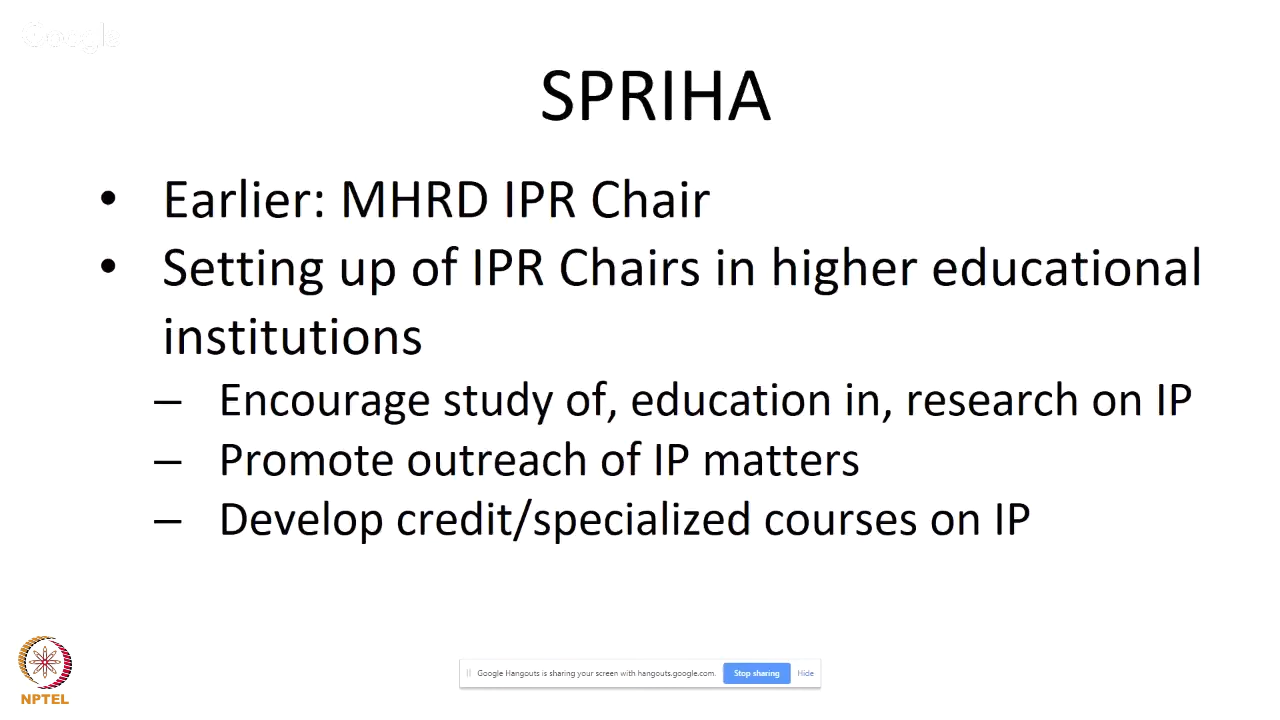 Google
SPRIHA
• Earlier: MHRD IPR Chair
• Setting up of IPR Chairs in higher educational
institutions
– Encourage study of, education in, research on IP
– Promote outreach of IP matters
– Develop credit/specialized courses on IP
NPTEL
Google Hangouts is sharing your screen with hangouts.google.com. Stop sharing Hide